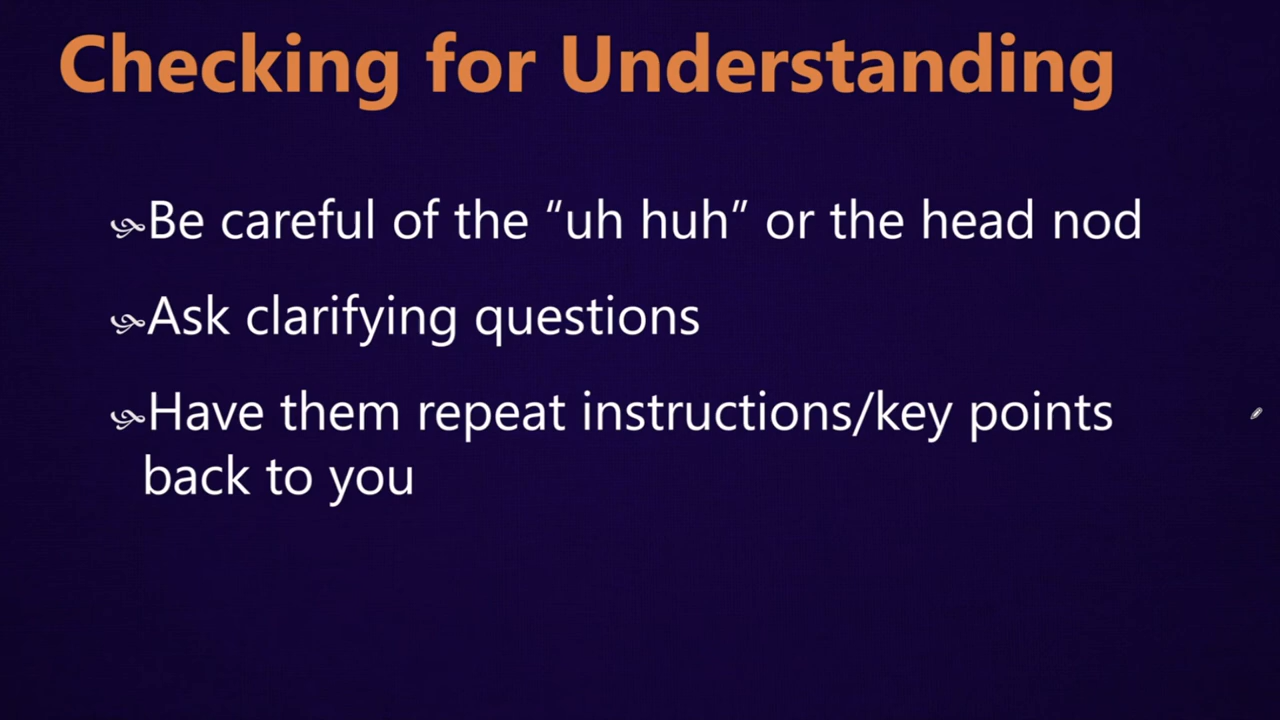 Checking for Understanding
Be careful of the “uh huh” or the head nod
Ask clarifying questions
Have them repeat instructions/key points
back to you